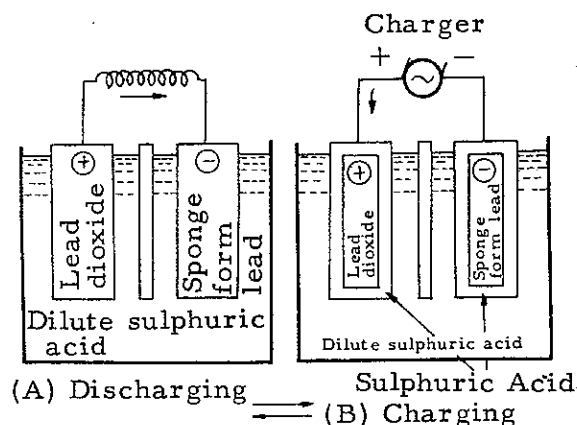 Charger
+ −
+
Lead
dioxide
−
Sponge
form
lead
Dilute sulphuric
acid
+
Lead
dioxide
−
Sponge
form lead
Dilute sulphuric acid
Sulphuric Acid
(A) Discharging
(B) Charging